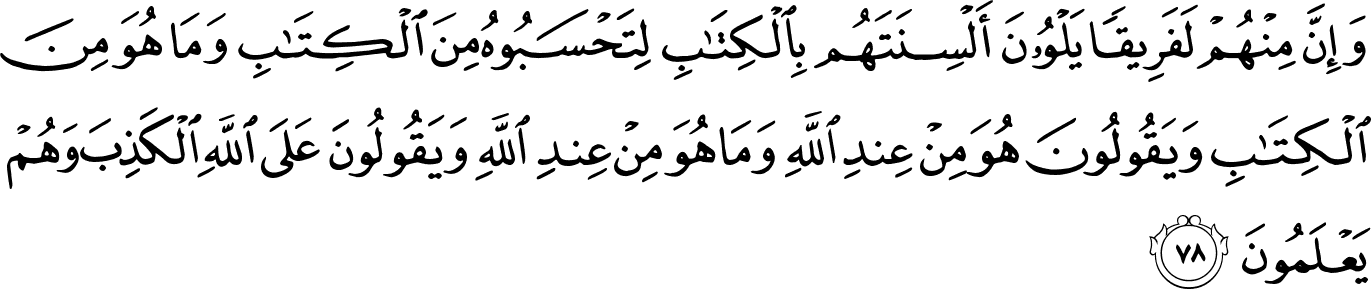 وَإِنَّ مِنْهُمْ لَفَرِيقًا يَلْوُۥنَ أَلْسِنَتَهُم بِٱلْكِتَٰبِ لِتَحْسَبُوهُ مِنَ ٱلْكِتَٰبِ وَمَا هُوَ مِنَ
ٱلْكِتَٰبِ وَيَقُولُونَ هُوَ مِنْ عِندِ ٱللَّهِ وَمَا هُوَ مِنْ عِندِ ٱللَّهِ وَيَقُولُونَ عَلَى ٱللَّهِ ٱلْكَذِبَ وَهُمْ
يَعْلَمُونَ ٧٨